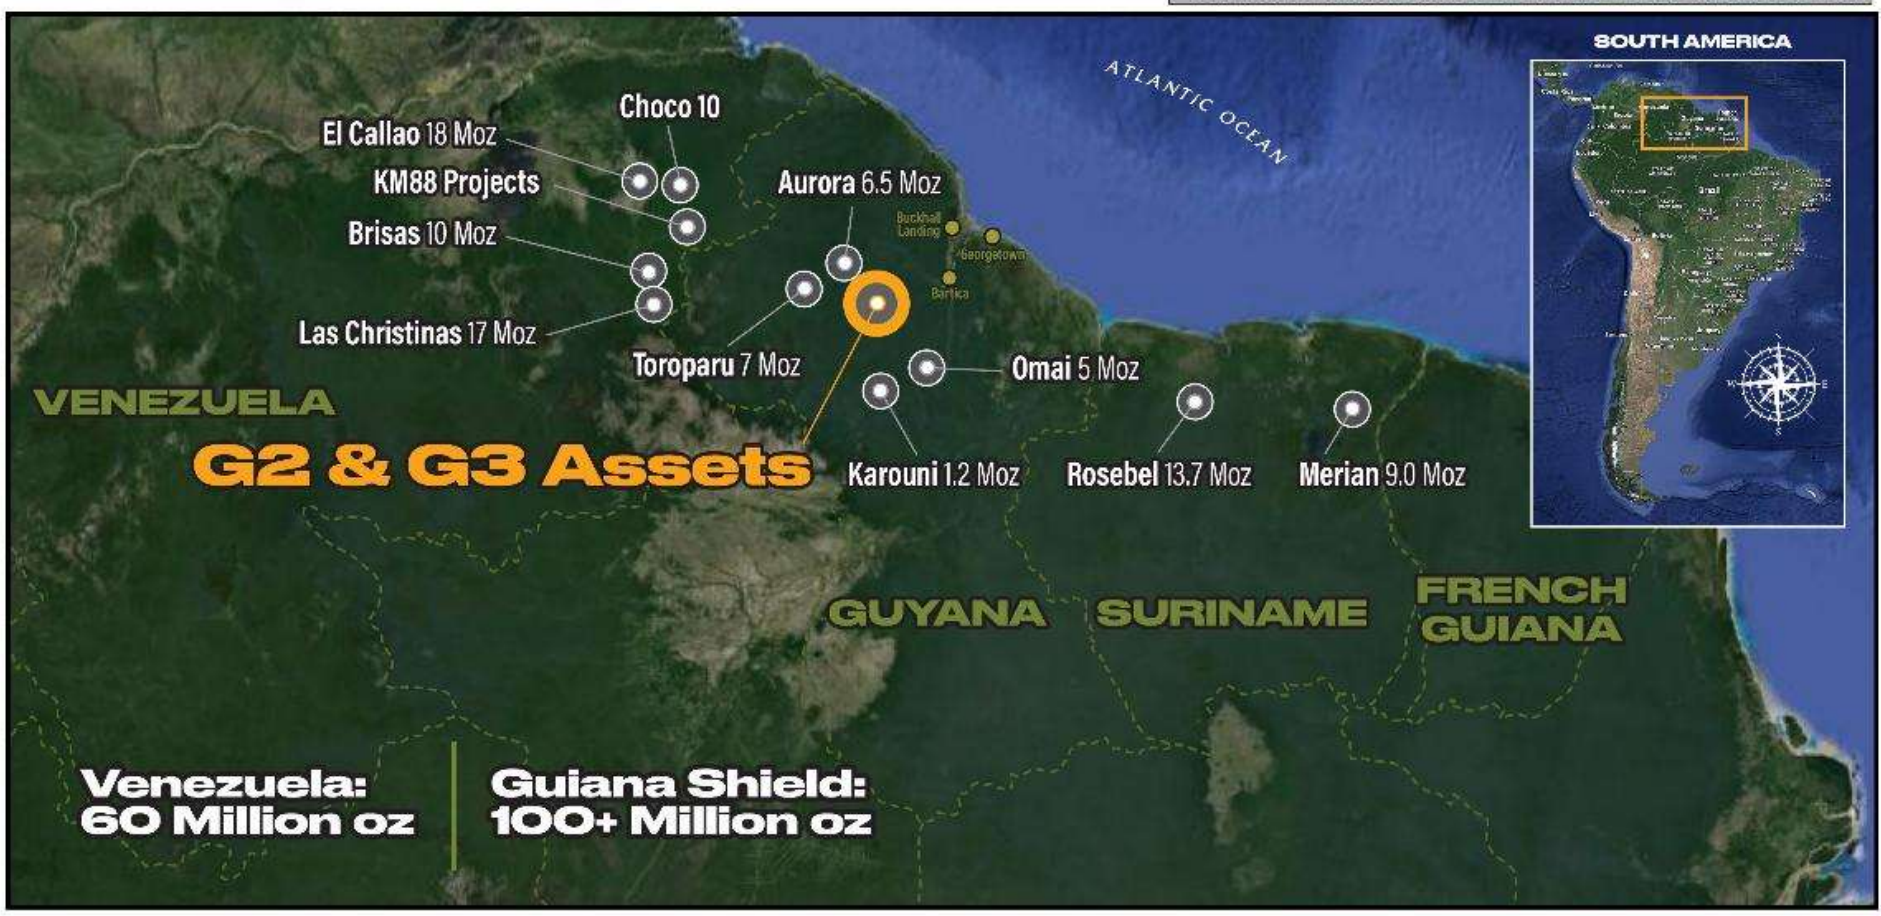 SOUTH AMERICA
ATLANTIC OCEAN
Choco 10
El Callao 18 Moz
KM88 Projects
Aurora 6.5 Moz
Brisas 10 Moz
Buckhall
Landing
Georgetown
Bartica
Las Christinas 17 Moz
Toroparu 7 Moz
Omai 5 Moz
VENEZUELA
G2 & G3 Assets
Karouni 1.2 Moz
Rosebel 13.7 Moz
Merian 9.0 Moz
W
E
S
Brazil
GUYANA
SURINAME
FRENCH
GUIANA
Venezuela:
60 Million oz
Guiana Shield:
100+ Million oz